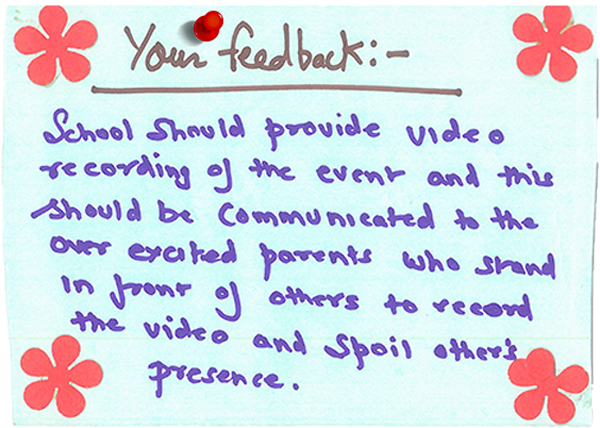 Your feedback:-
School should provide video
recording of the event and this
should be communicated to the
over excited parents who stand
in front of others to record
the video and spoil other's
presence.